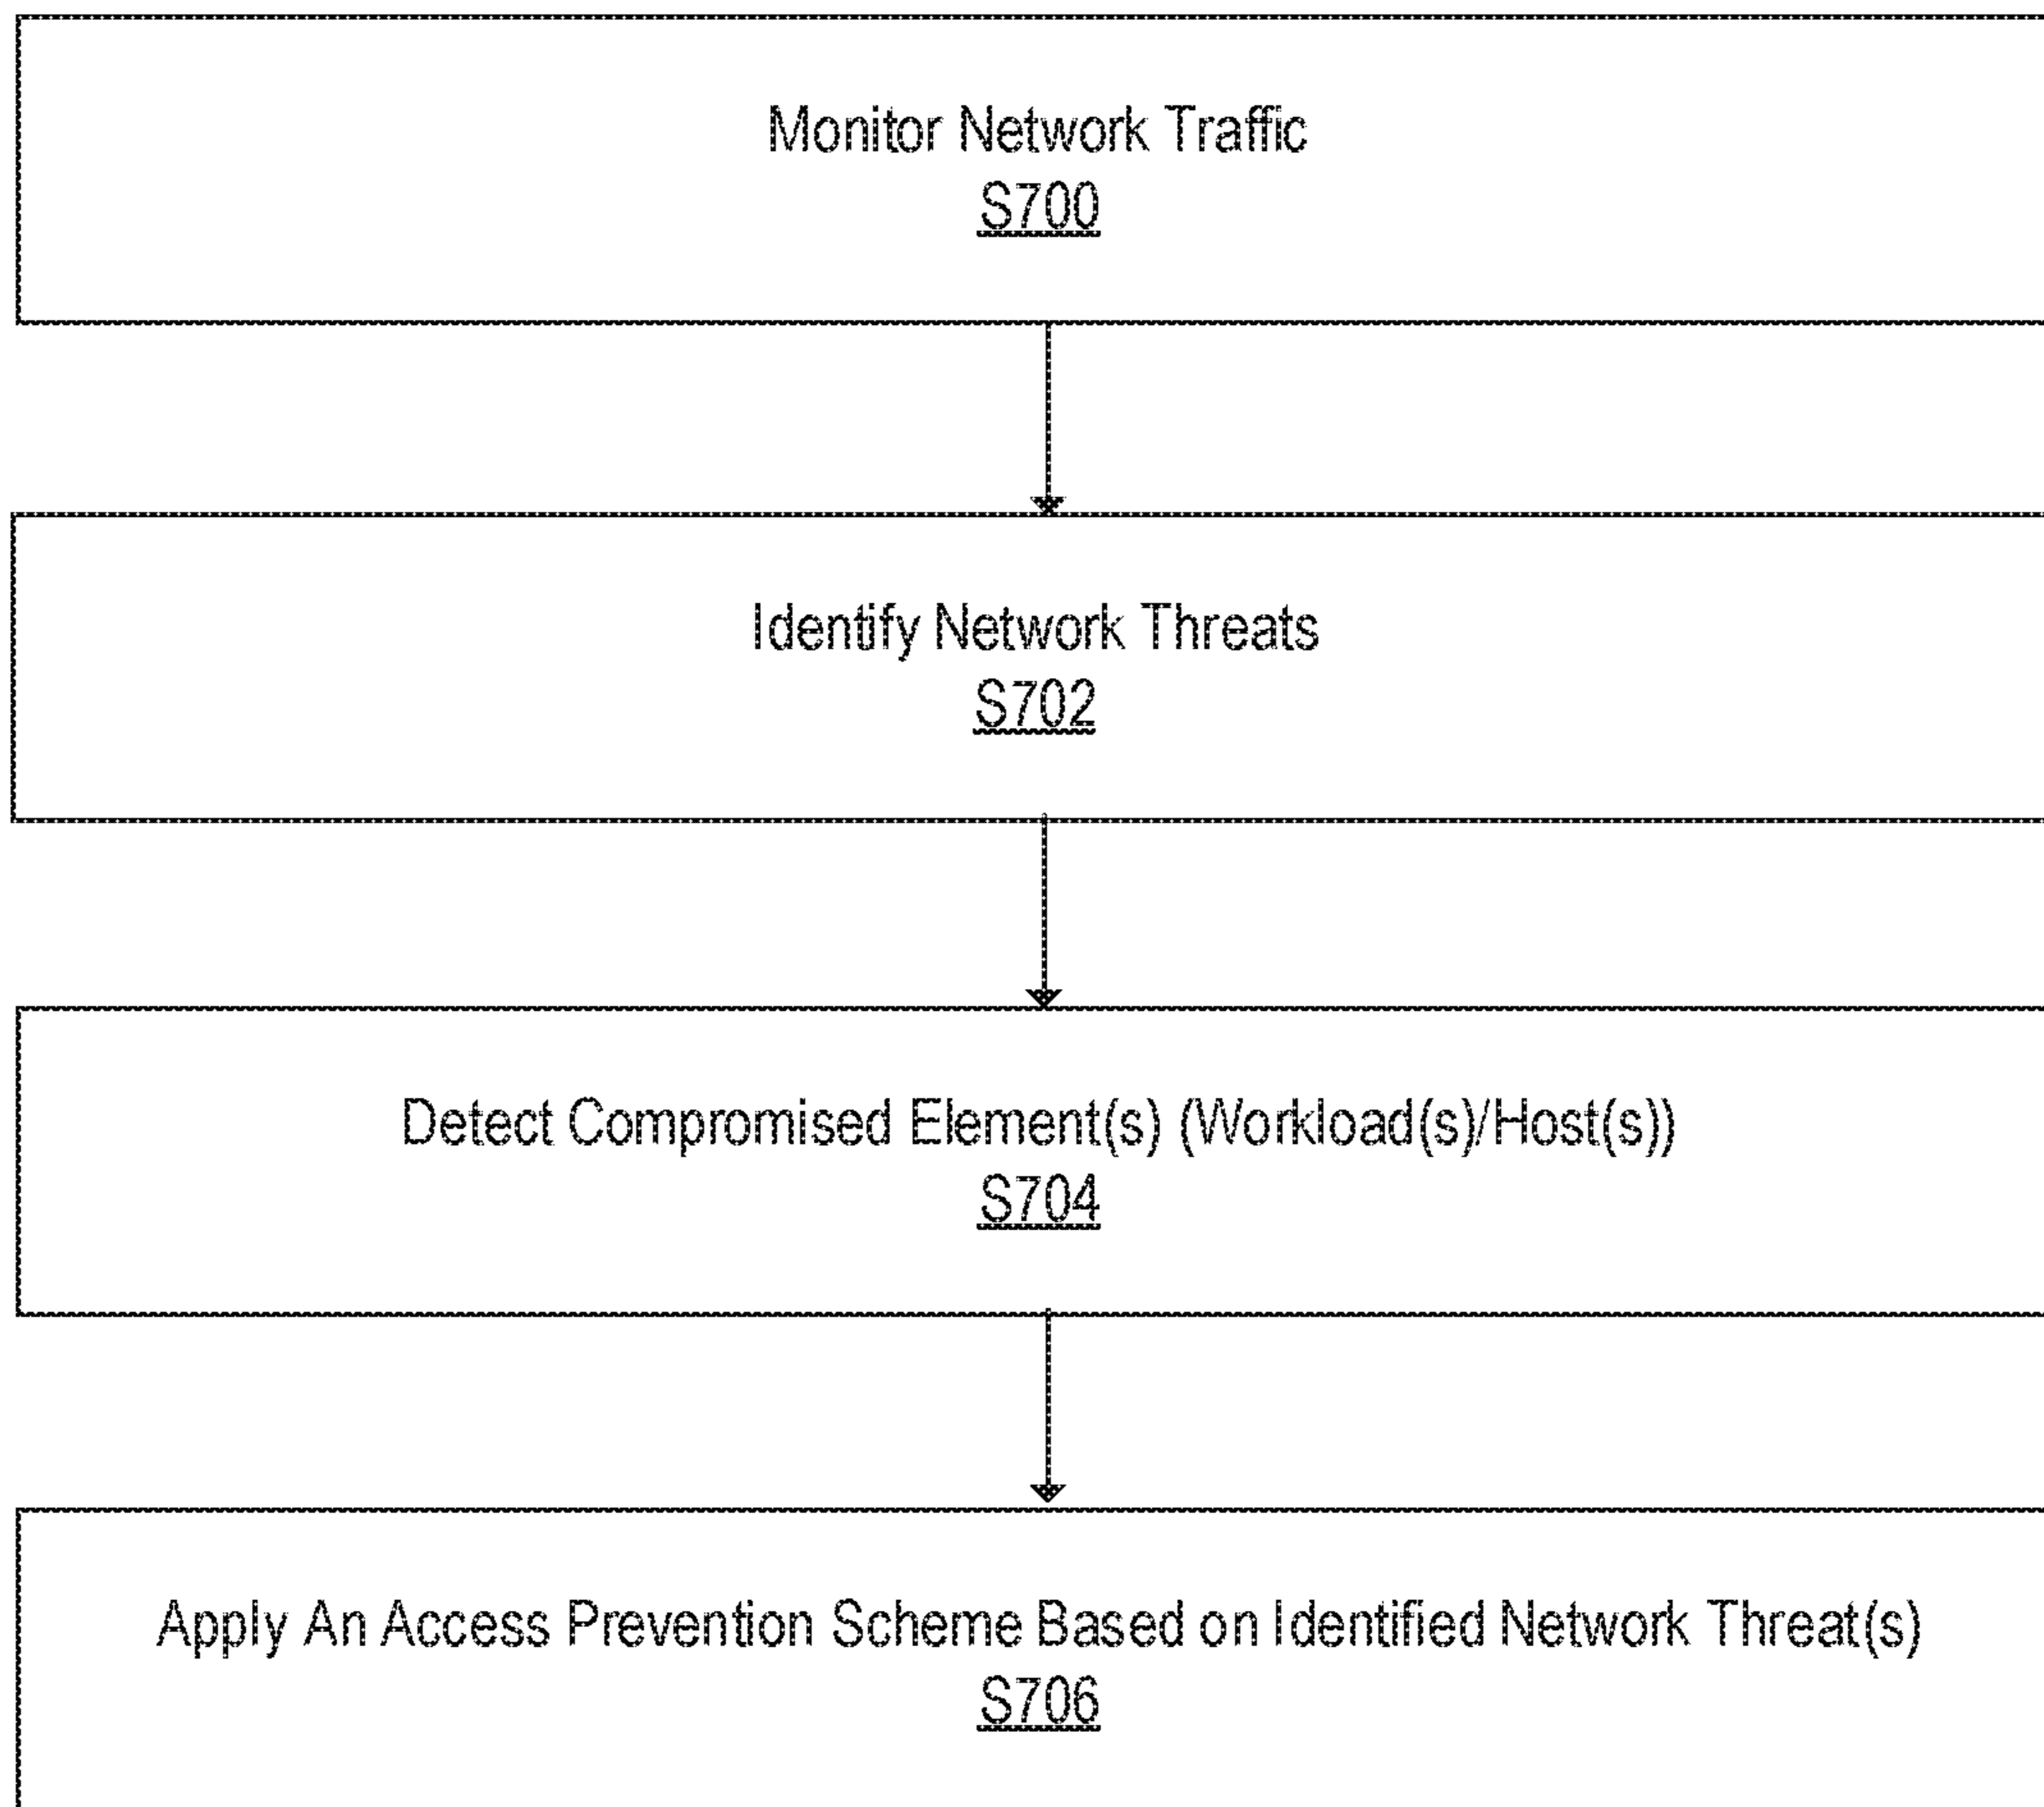 Monitor Network Traffic
S700
Identify Network Threats
S702
Detect Compromised Element(s) (Workload(s)/Host(s))
S704
Apply An Access Prevention Scheme Based on Identified Network Threat(s)
S706